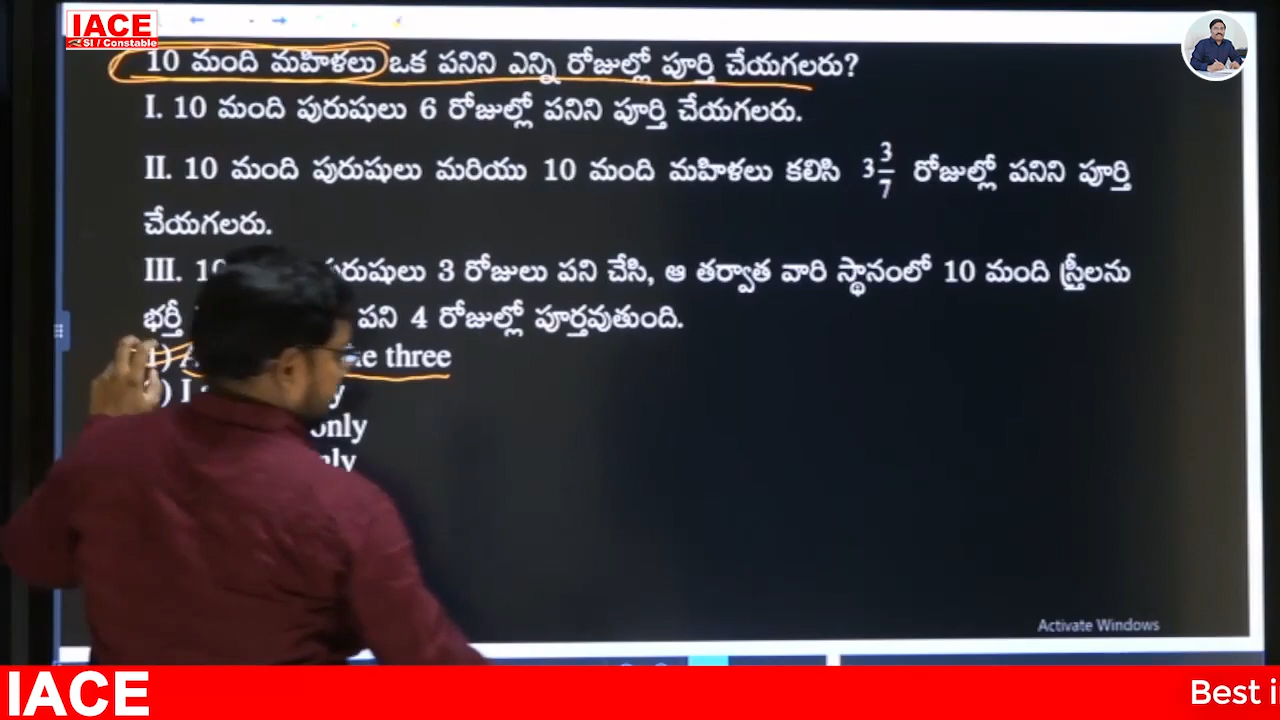 IACE
SI / Constable
10 మంది మహిళలు ఒక పనిని ఎన్ని రోజుల్లో పూర్తి చేయగలరు?
I. 10 మంది పురుషులు 6 రోజుల్లో పనిని పూర్తి చేయగలరు.
II. 10 మంది పురుషులు మరియు 10 మంది మహిళలు కలిసి 3 3/7 రోజుల్లో పనిని పూర్తి
చేయగలరు.
III. 10 3 రోజులు పని చేసి, ఆ తర్వాత వారి స్థానంలో 10 మంది స్త్రీలను
భర్తీ పని 4 రోజుల్లో పూర్తవుతుంది.
three
only
Activate Windows
IACE
Best